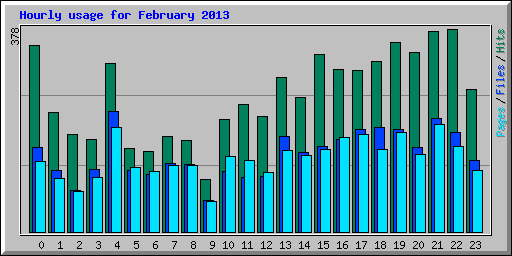 Hourly usage for February 2013
378
Pages / Files / Hits
0 1 2 3 4 5 6 7 8 9 10 11 12 13 14 15 16 17 18 19 20 21 22 23